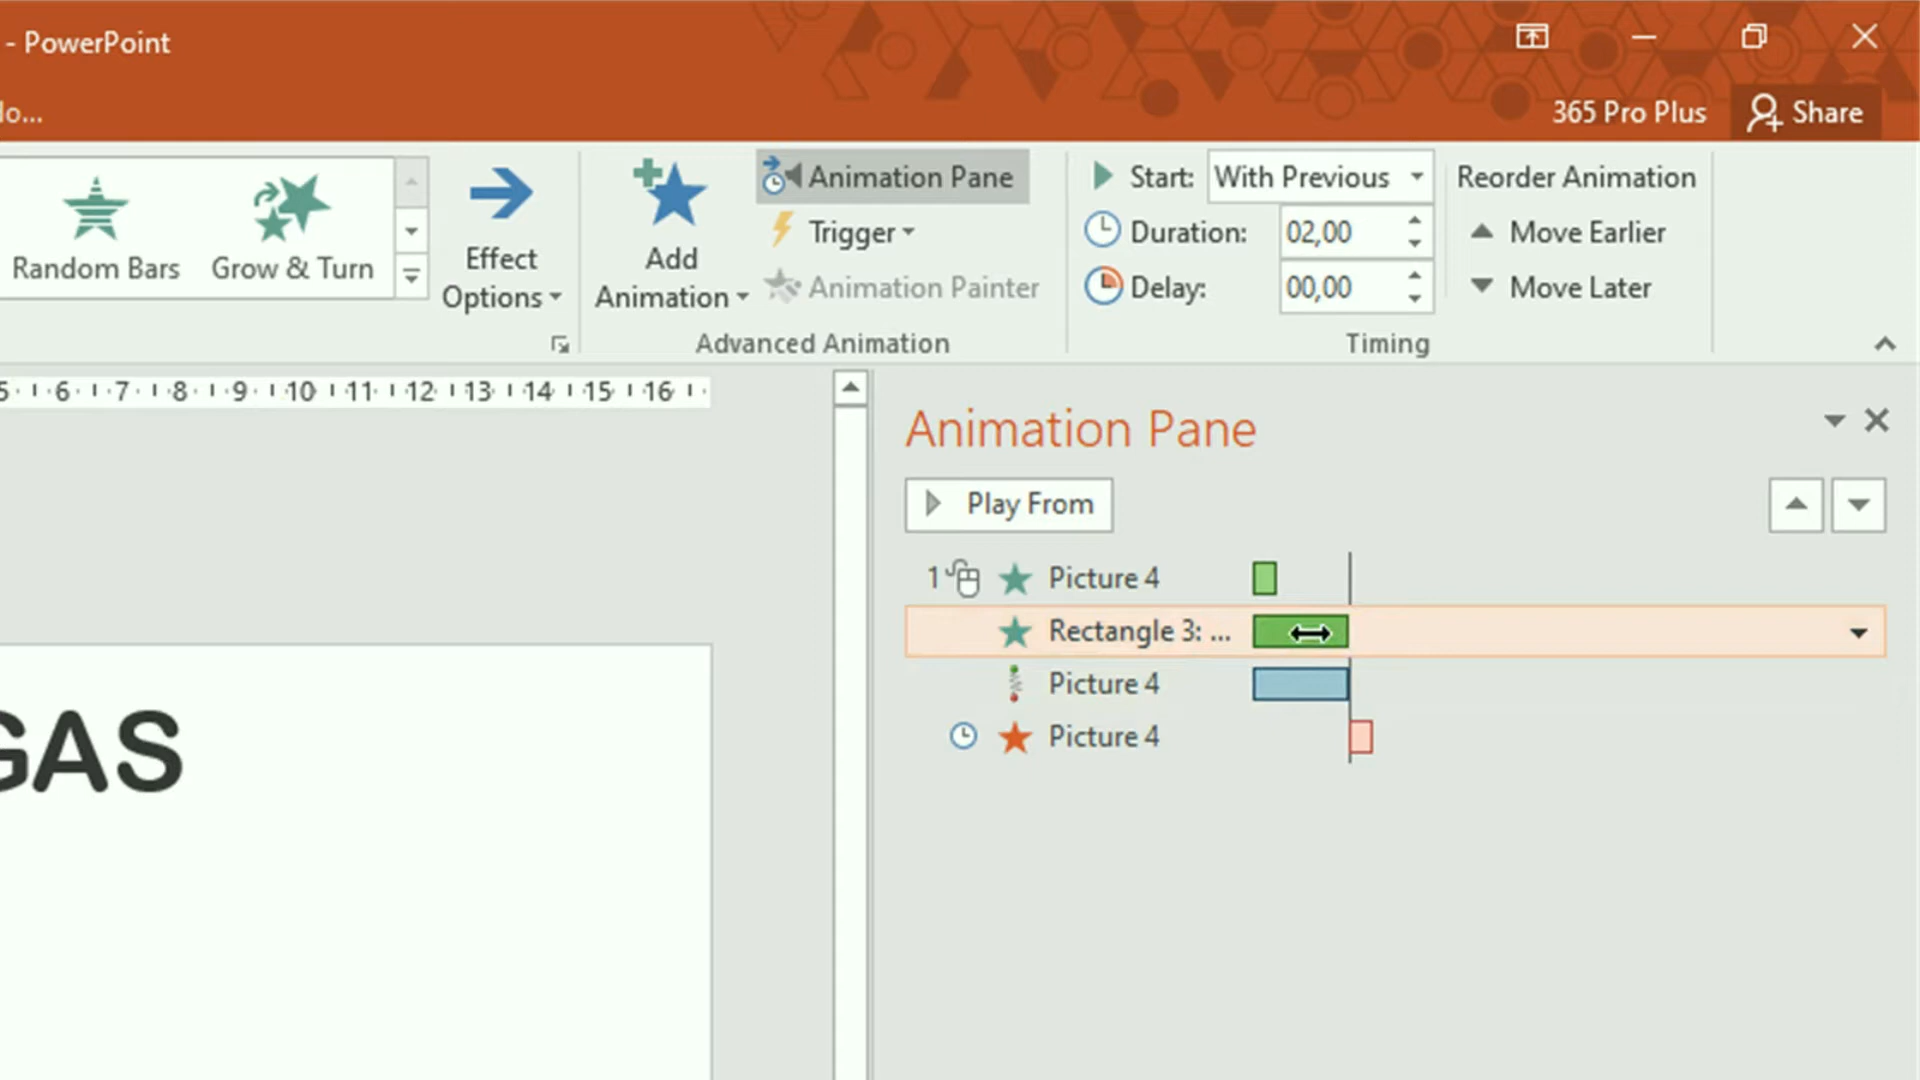 - PowerPoint
lo...
365 Pro Plus
Share
Random Bars
Grow & Turn
Effect
Options
Add
Animation
Animation Pane
Trigger
Animation Painter
Advanced Animation
Start: With Previous
Duration: 02,00
Delay: 00,00
Timing
Reorder Animation
Move Earlier
Move Later
5 6 7 8 9 10 11 12 13 14 15 16
Animation Pane
Play From
1 Picture 4
Rectangle 3: ...
Picture 4
Picture 4
GAS